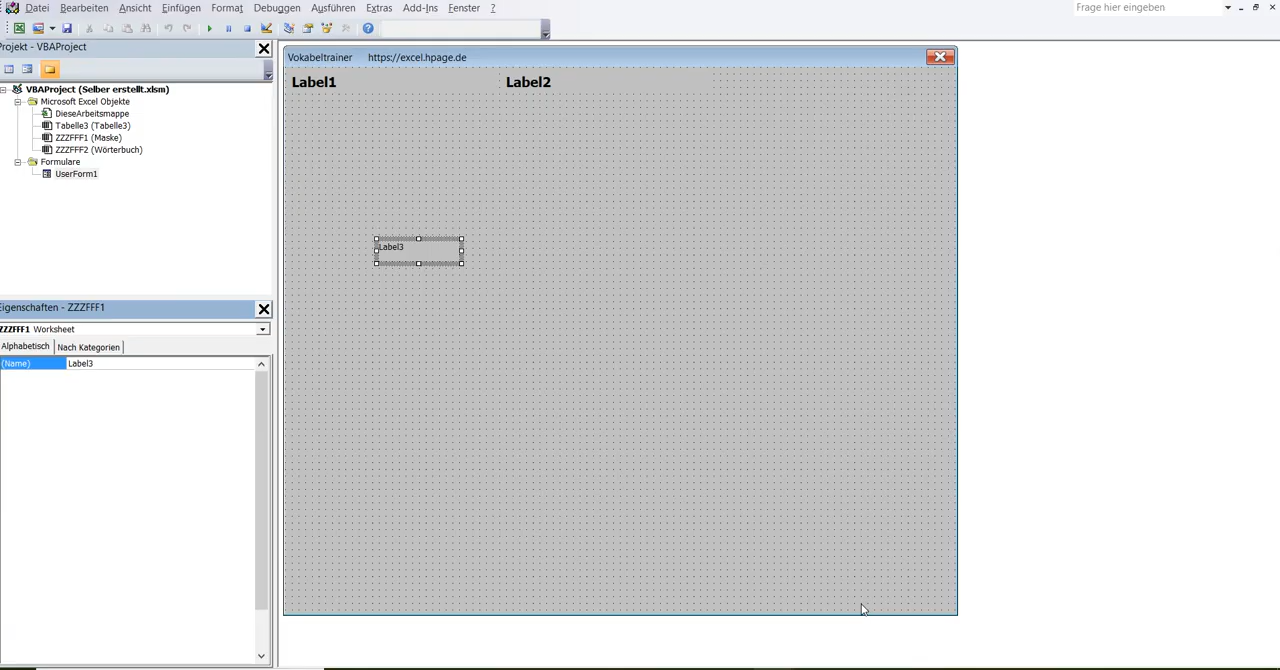 Datei Bearbeiten Ansicht Einfügen Format Debuggen Ausführen Extras Add-Ins Fenster ? Frage hier eingeben
Projekt - VBAProject
VBAProject (Selber erstellt.xlsm)
Microsoft Excel Objekte
DieseArbeitsmappe
Tabelle3 (Tabelle3)
ZZZFFF1 (Maske)
ZZZFFF2 (Wörterbuch)
Formulare
UserForm1
Eigenschaften - ZZZFFF1
ZZZFFF1 Worksheet
Alphabetisch Nach Kategorien
(Name) Label3
Vokabeltrainer https://excel.hpage.de
Label1 Label2
Label3